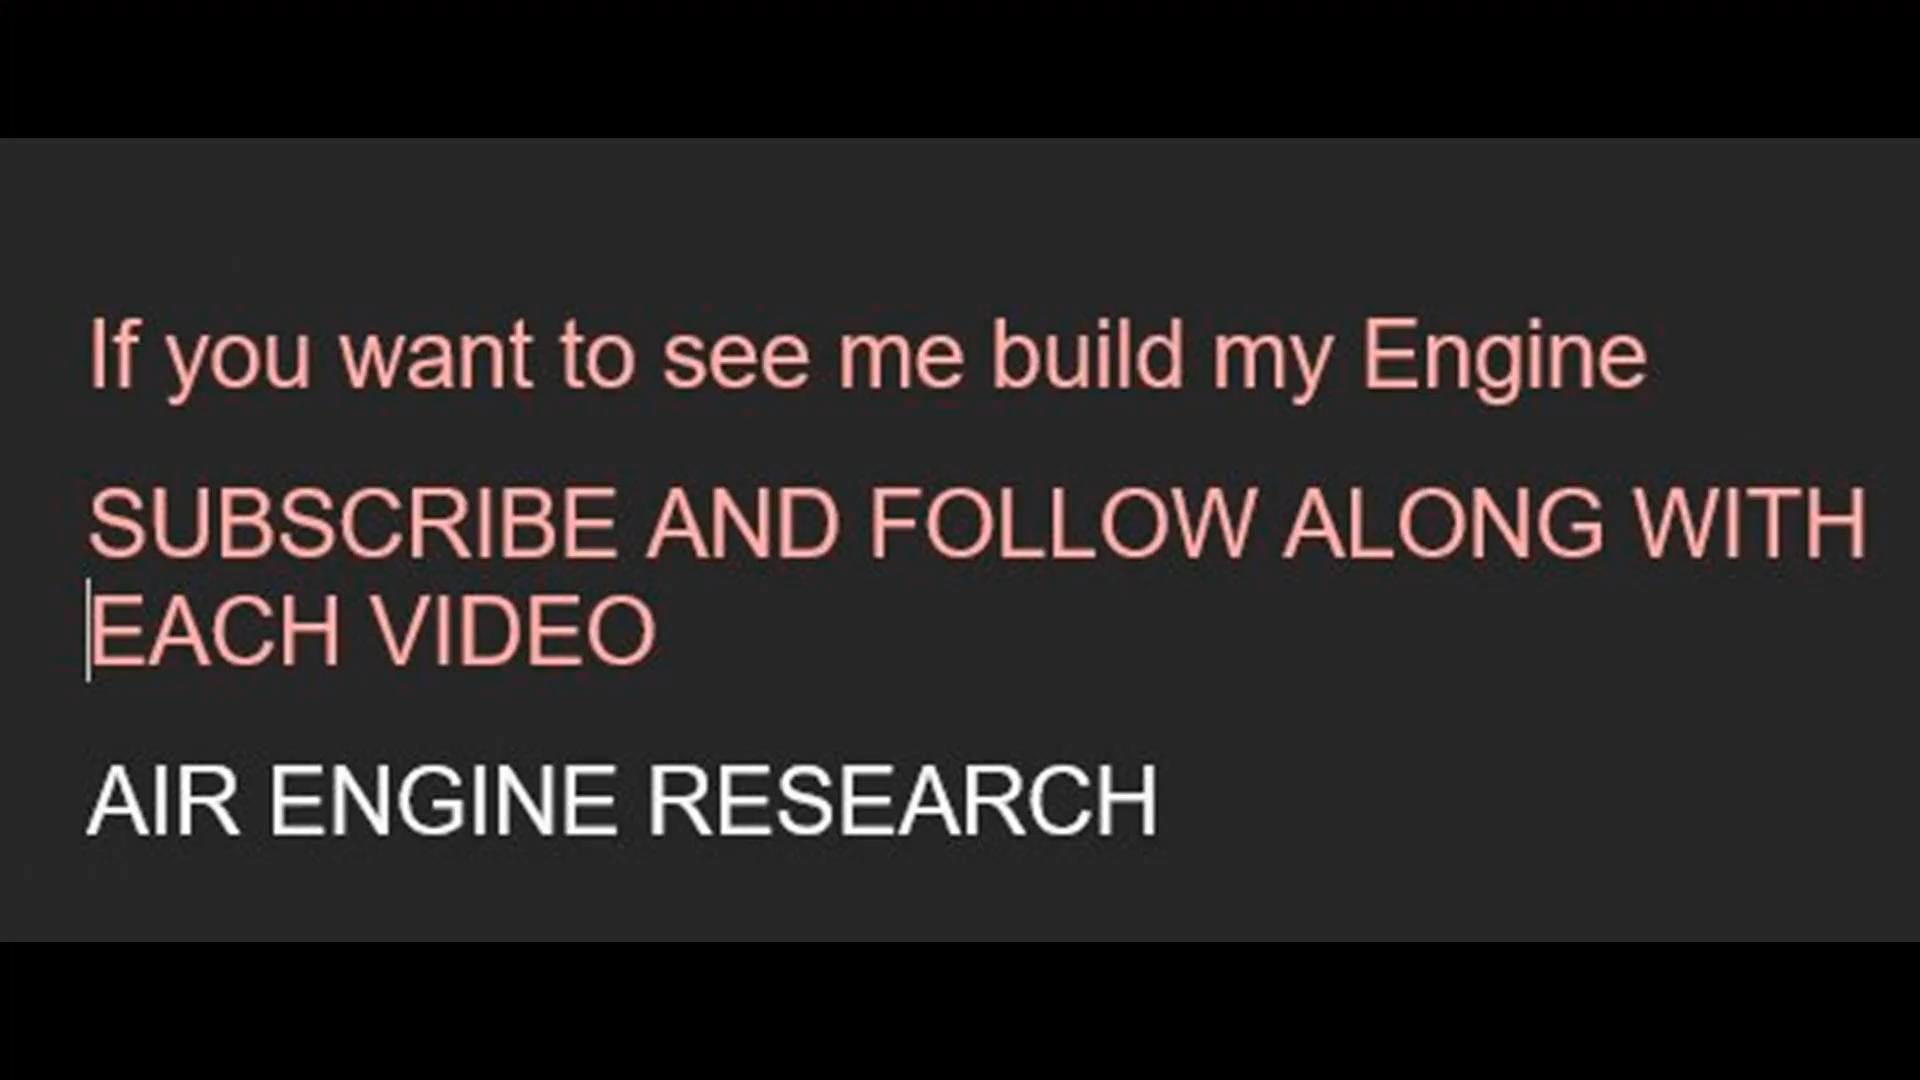 If you want to see me build my Engine
SUBSCRIBE AND FOLLOW ALONG WITH
EACH VIDEO
AIR ENGINE RESEARCH